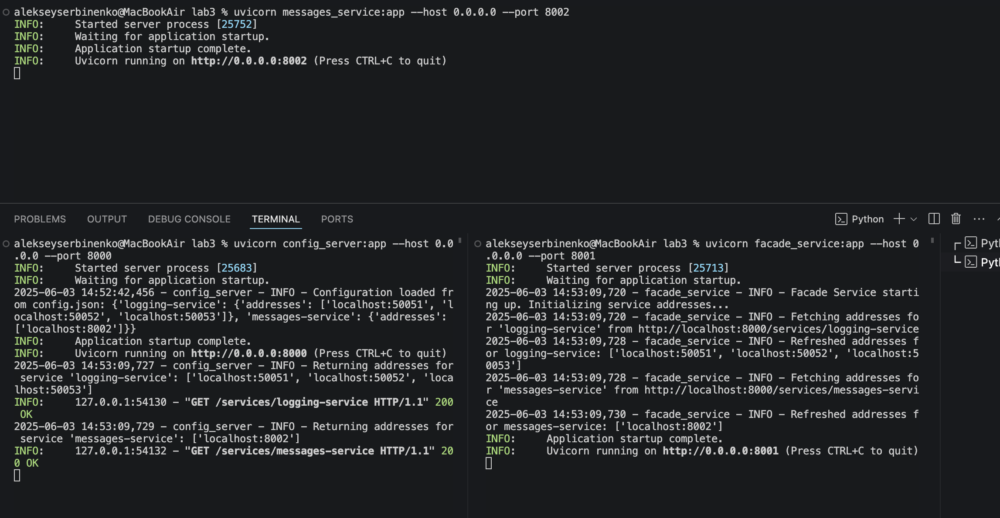 alekseyserbinenko@MacBookAir lab3 % uvicorn messages_service:app --host 0.0.0.0 --port 8002
INFO:     Started server process [25752]
INFO:     Waiting for application startup.
INFO:     Application startup complete.
INFO:     Uvicorn running on http://0.0.0.0:8002 (Press CTRL+C to quit)
PROBLEMS
OUTPUT
DEBUG CONSOLE
TERMINAL
PORTS
Python
alekseyserbinenko@MacBookAir lab3 % uvicorn config_server:app --host 0.0
.0.0 --port 8000
INFO:     Started server process [25683]
INFO:     Waiting for application startup.
2025-06-03 14:52:42,456 - config_server - INFO - Configuration loaded fr
om config.json: {'logging-service': {'addresses': ['localhost:50051', 'l
ocalhost:50052', 'localhost:50053']}, 'messages-service': {'addresses':
['localhost:8002']}}
INFO:     Application startup complete.
INFO:     Uvicorn running on http://0.0.0.0:8000 (Press CTRL+C to quit)
2025-06-03 14:53:09,727 - config_server - INFO - Returning addresses for
 service 'logging-service': ['localhost:50051', 'localhost:50052', 'loca
lhost:50053']
INFO:     127.0.0.1:54130 - "GET /services/logging-service HTTP/1.1" 200
 OK
2025-06-03 14:53:09,729 - config_server - INFO - Returning addresses for
 service 'messages-service': ['localhost:8002']
INFO:     127.0.0.1:54132 - "GET /services/messages-service HTTP/1.1" 20
0 OK
alekseyserbinenko@MacBookAir lab3 % uvicorn facade_service:app --host 0
.0.0.0 --port 8001
INFO:     Started server process [25713]
INFO:     Waiting for application startup.
2025-06-03 14:53:09,720 - facade_service - INFO - Facade Service starti
ng up. Initializing service addresses...
2025-06-03 14:53:09,720 - facade_service - INFO - Fetching addresses fo
r 'logging-service' from http://localhost:8000/services/logging-service
2025-06-03 14:53:09,728 - facade_service - INFO - Refreshed addresses f
or logging-service: ['localhost:50051', 'localhost:50052', 'localhost:5
0053']
2025-06-03 14:53:09,728 - facade_service - INFO - Fetching addresses fo
r 'messages-service' from http://localhost:8000/services/messages-servi
ce
2025-06-03 14:53:09,730 - facade_service - INFO - Refreshed addresses f
or messages-service: ['localhost:8002']
INFO:     Application startup complete.
INFO:     Uvicorn running on http://0.0.0.0:8001 (Press CTRL+C to quit)